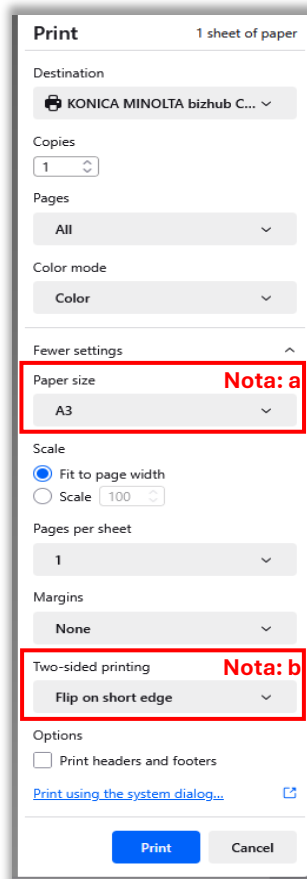 Print 1 sheet of paper
Destination
KONICA MINOLTA bizhub C...
Copies
1
Pages
All
Color mode
Color
Fewer settings
Paper size Nota: a
A3
Scale
Fit to page width
Scale 100
Pages per sheet
1
Margins
None
Two-sided printing Nota: b
Flip on short edge
Options
Print headers and footers
Print using the system dialog...
Print Cancel